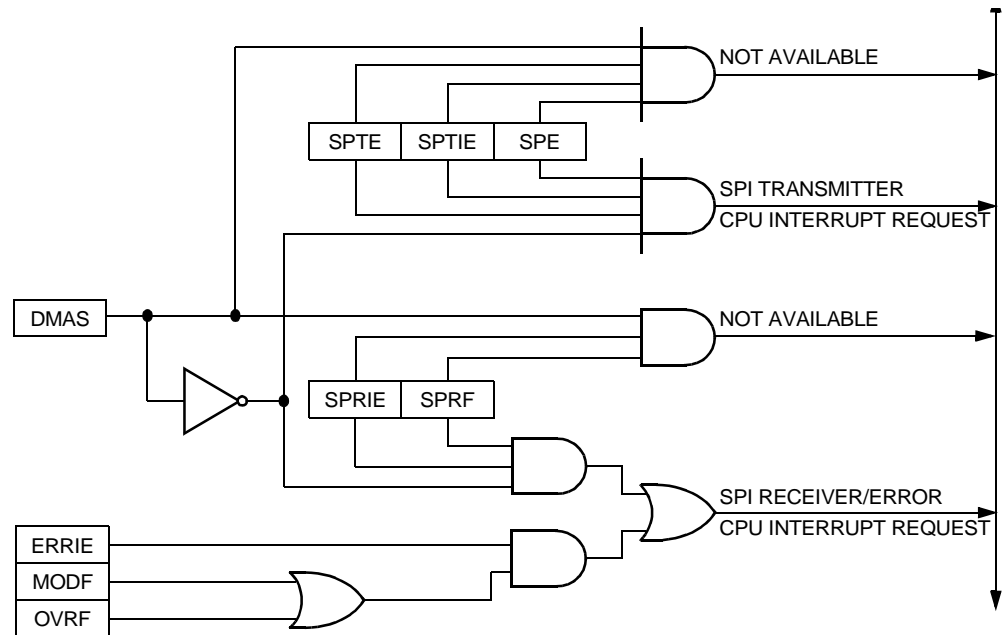 NOT AVAILABLE
SPTE SPTIE SPE
SPI TRANSMITTER
CPU INTERRUPT REQUEST
DMAS
NOT AVAILABLE
SPRIE SPRF
SPI RECEIVER/ERROR
CPU INTERRUPT REQUEST
ERRIE
MODF
OVRF